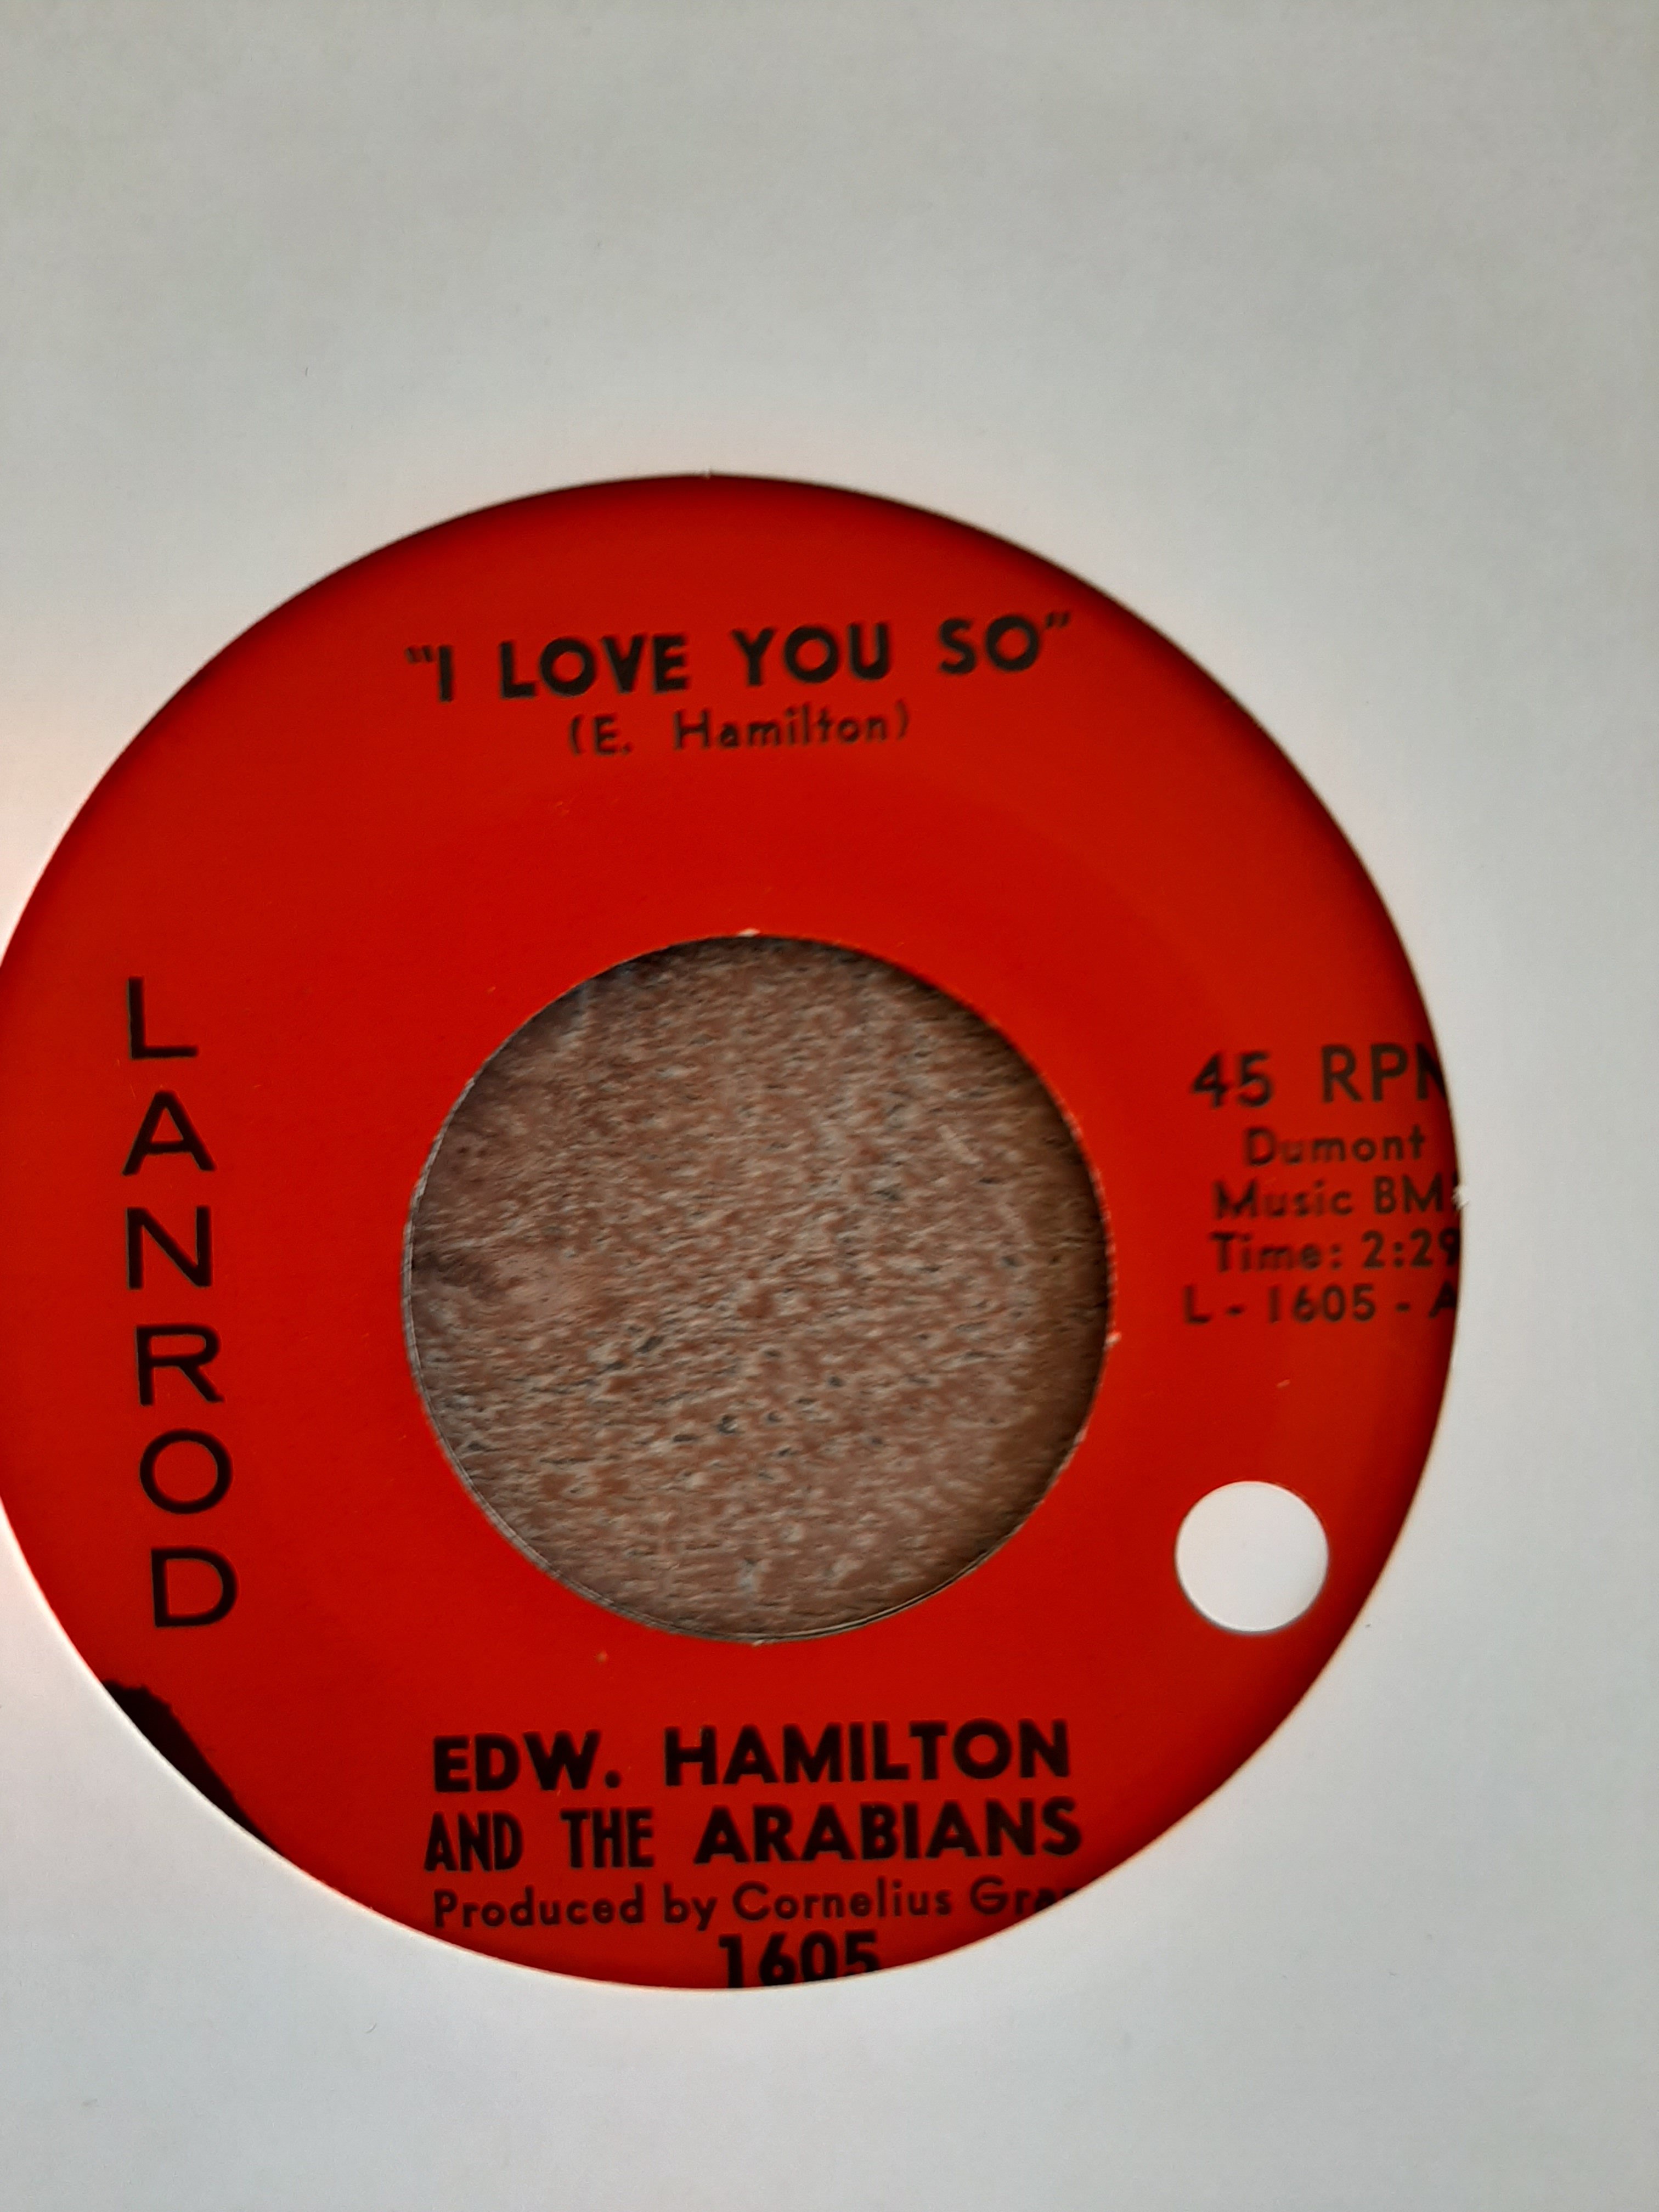 "I LOVE YOU SO"
(E. Hamilton)
LANROD
45 RPM
Dumont
Music BMI
Time: 2:29
L - 1605 - A
EDW. HAMILTON
AND THE ARABIANS
Produced by Cornelius
1605